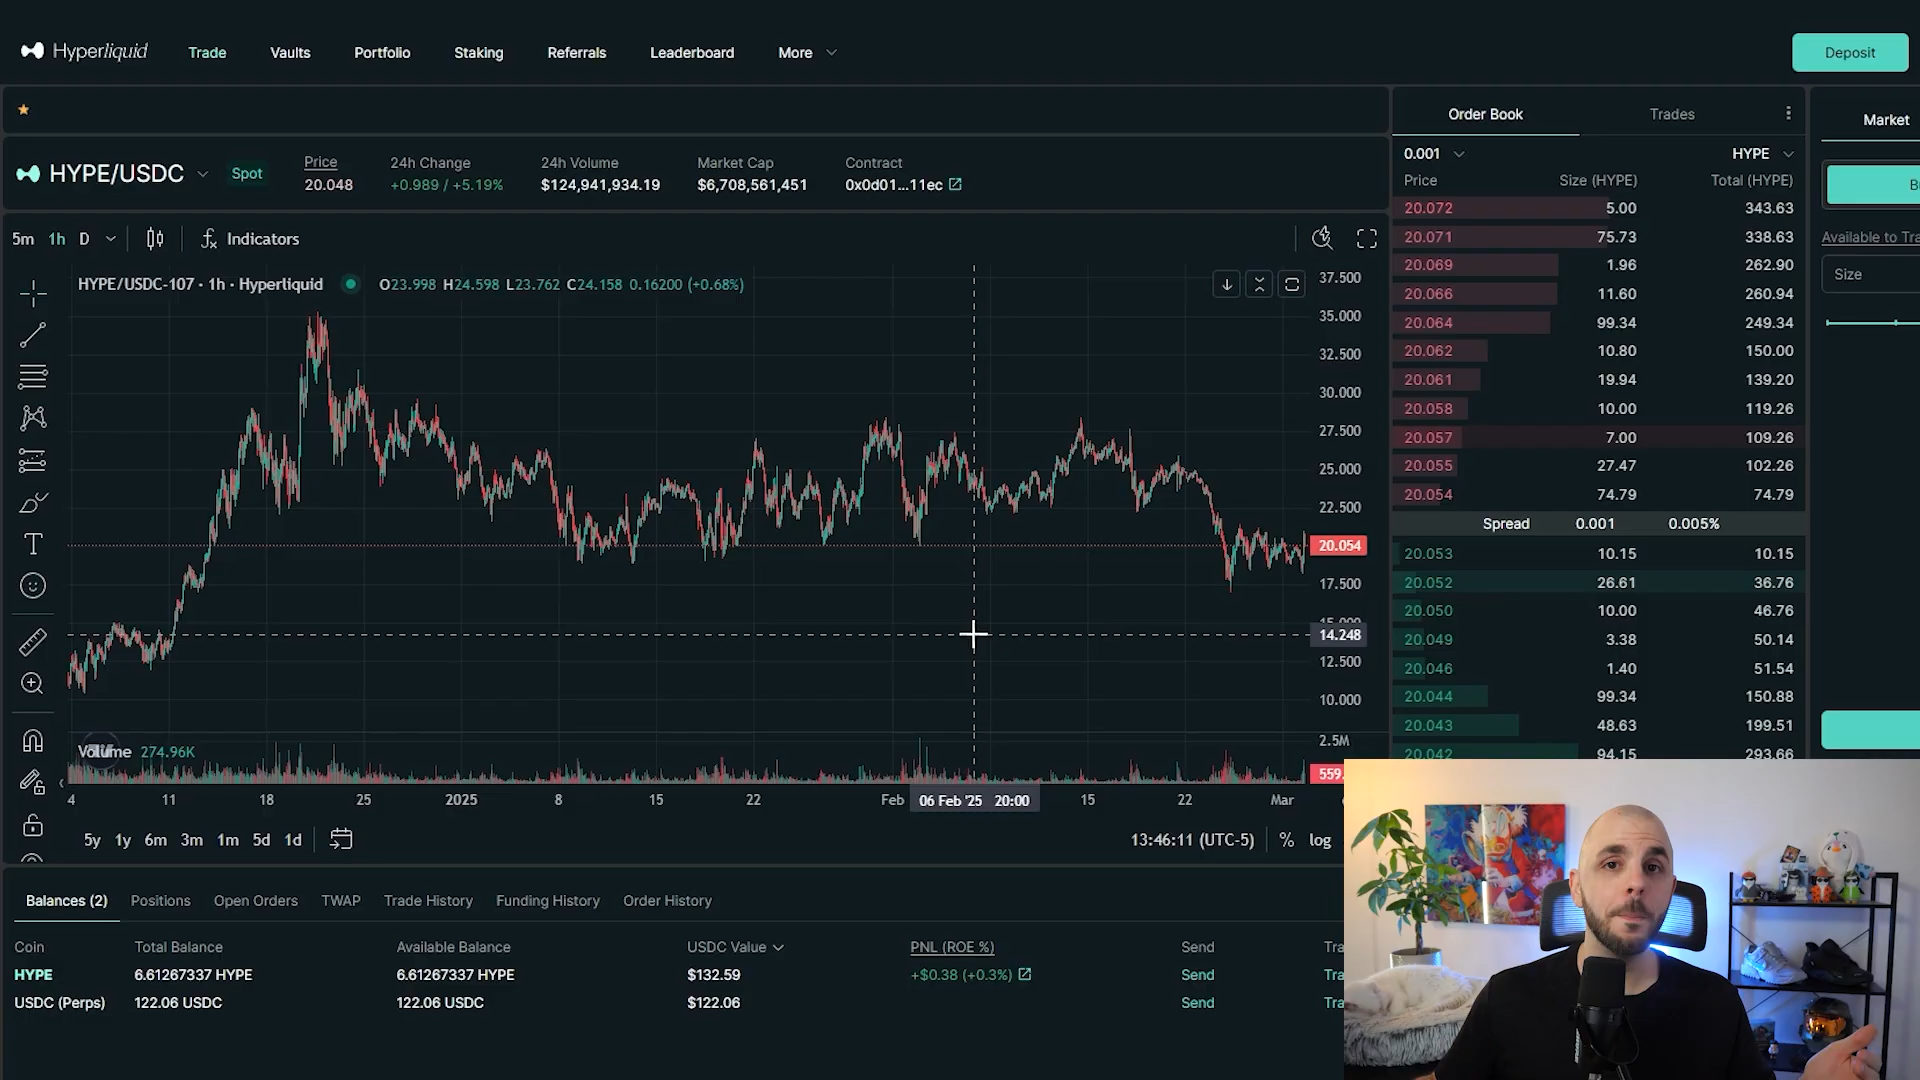 Hyperliquid Trade Vaults Portfolio Staking Referrals Leaderboard More Deposit
HYPE/USDC Spot
Price
20.048
24h Change
+0.989 / +5.19%
24h Volume
$124,941,934.19
Market Cap
$6,708,561,451
Contract
0x0d01...11ec
5m 1h D Indicators
HYPE/USDC-107 · 1h · Hyperliquid O23.998 H24.598 L23.762 C24.158 0.16200 (+0.68%)
37.500
35.000
32.500
30.000
27.500
25.000
22.500
20.054
17.500
15.000
14.248
12.500
10.000
Volume 274.96K
2.5M
559.
4 11 18 25 2025 8 15 22 Feb 06 Feb '25 20:00 15 22 Mar
5y 1y 6m 3m 1m 5d 1d 13:46:11 (UTC-5) % log
Order Book Trades
0.001 HYPE
Price Size (HYPE) Total (HYPE)
20.072 5.00 343.63
20.071 75.73 338.63
20.069 1.96 262.90
20.066 11.60 260.94
20.064 99.34 249.34
20.062 10.80 150.00
20.061 19.94 139.20
20.058 10.00 119.26
20.057 7.00 109.26
20.055 27.47 102.26
20.054 74.79 74.79
Spread 0.001 0.005%
20.053 10.15 10.15
20.052 26.61 36.76
20.050 10.00 46.76
20.049 3.38 50.14
20.046 1.40 51.54
20.044 99.34 150.88
20.043 48.63 199.51
20.042 94.15 293.66
Market
B
Available to Tra
Size
Balances (2) Positions Open Orders TWAP Trade History Funding History Order History
Coin Total Balance Available Balance USDC Value PNL (ROE %) Send Tra
HYPE 6.61267337 HYPE 6.61267337 HYPE $132.59 +$0.38 (+0.3%) Send Tra
USDC (Perps) 122.06 USDC 122.06 USDC $122.06 Send Tra